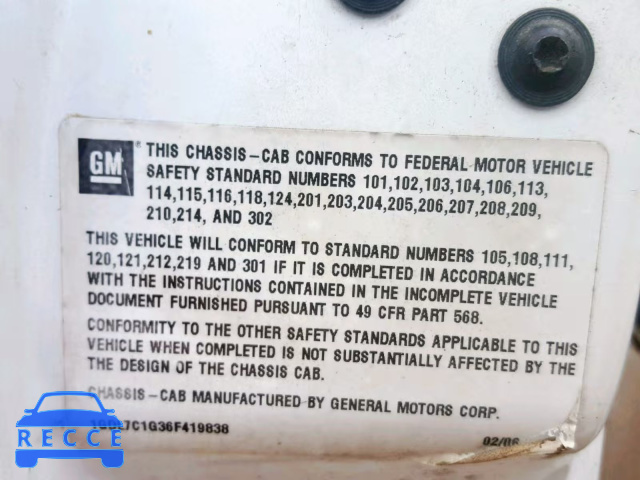 GM ® THIS CHASSIS-CAB CONFORMS TO FEDERAL MOTOR VEHICLE
SAFETY STANDARD NUMBERS 101,102,103,104,106,113,
114,115,116,118,124,201,203,204,205,206,207,208,209,
210,214, AND 302
THIS VEHICLE WILL CONFORM TO STANDARD NUMBERS 105,108,111,
120,121,212,219 AND 301 IF IT IS COMPLETED IN ACCORDANCE
WITH THE INSTRUCTIONS CONTAINED IN THE INCOMPLETE VEHICLE
DOCUMENT FURNISHED PURSUANT TO 49 CFR PART 568.
CONFORMITY TO THE OTHER SAFETY STANDARDS APPLICABLE TO THIS
VEHICLE WHEN COMPLETED IS NOT SUBSTANTIALLY AFFECTED BY THE
THE DESIGN OF THE CHASSIS CAB.
CHASSIS-CAB MANUFACTURED BY GENERAL MOTORS CORP.
02/06
RECCE